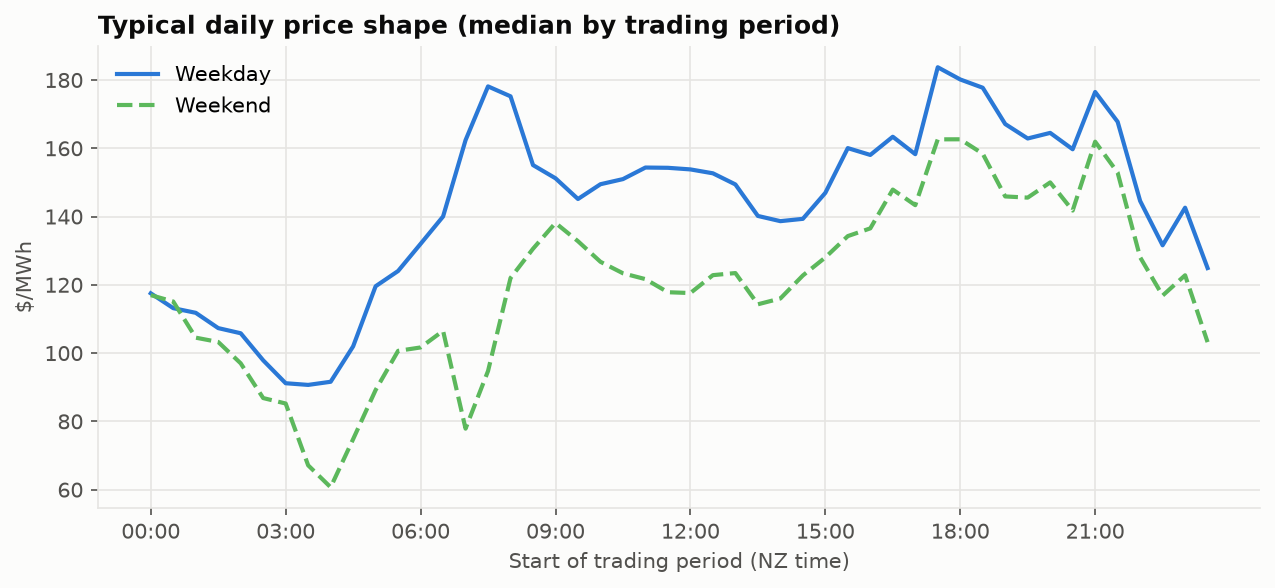 Typical daily price shape (median by trading period)
Weekday
Weekend
$/MWh
180
160
140
120
100
80
60
00:00 03:00 06:00 09:00 12:00 15:00 18:00 21:00
Start of trading period (NZ time)